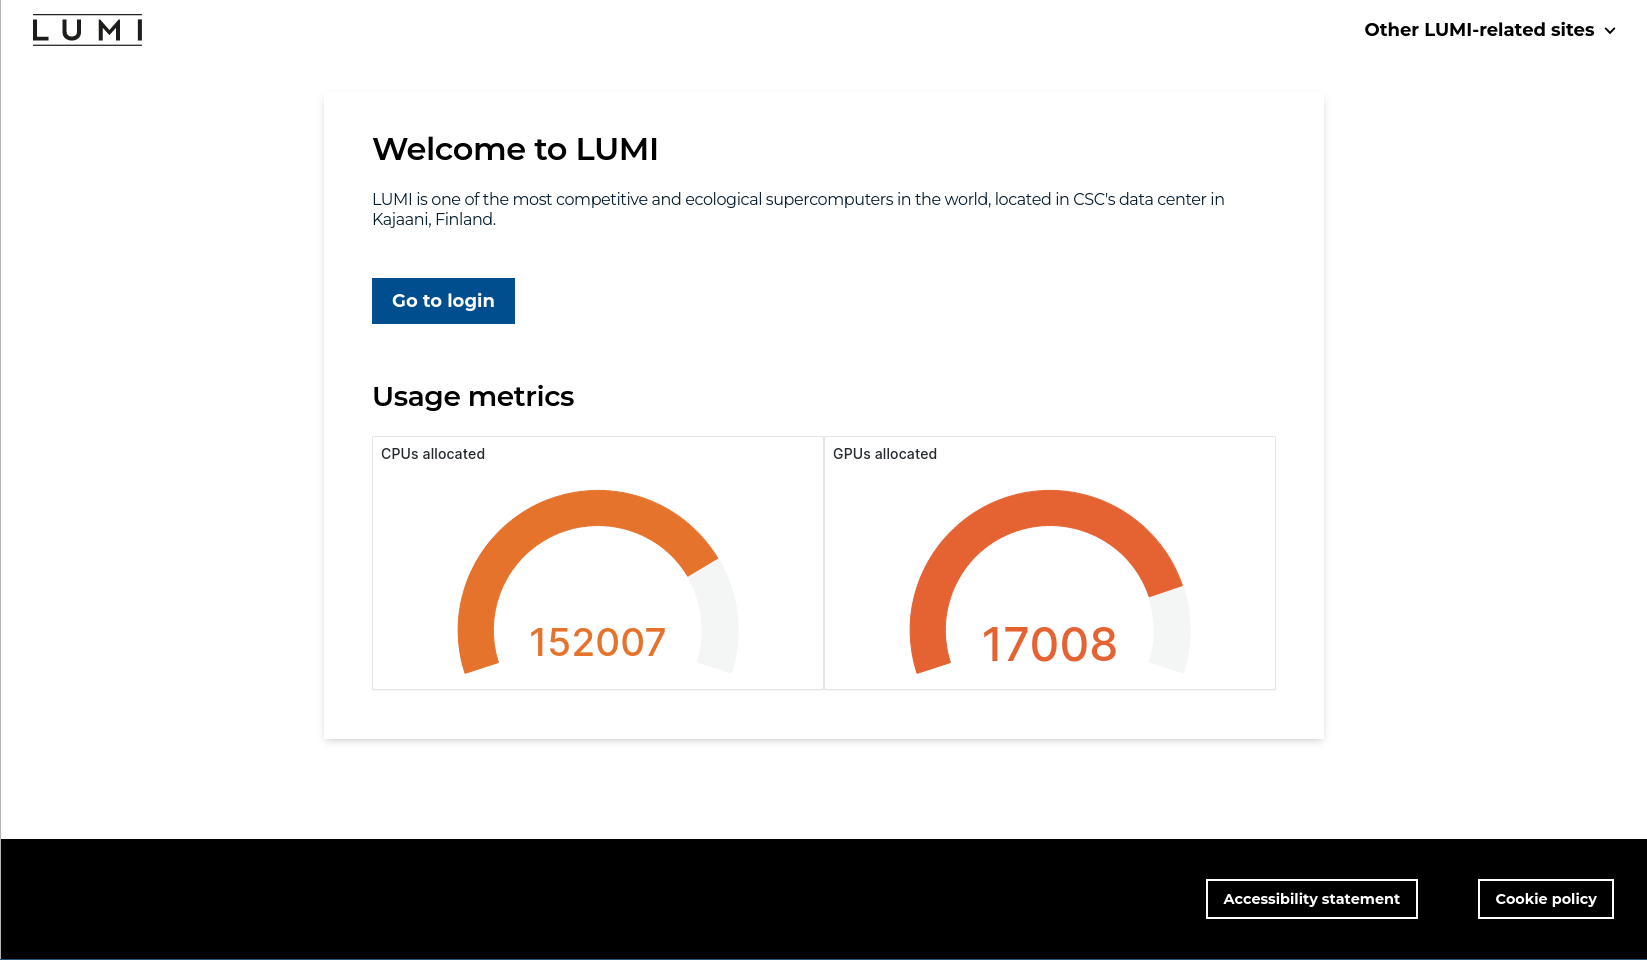 LUMI
Other LUMI-related sites
Welcome to LUMI
LUMI is one of the most competitive and ecological supercomputers in the world, located in CSC's data center in
Kajaani, Finland.
Go to login
Usage metrics
CPUs allocated
152007
GPUs allocated
17008
Accessibility statement
Cookie policy